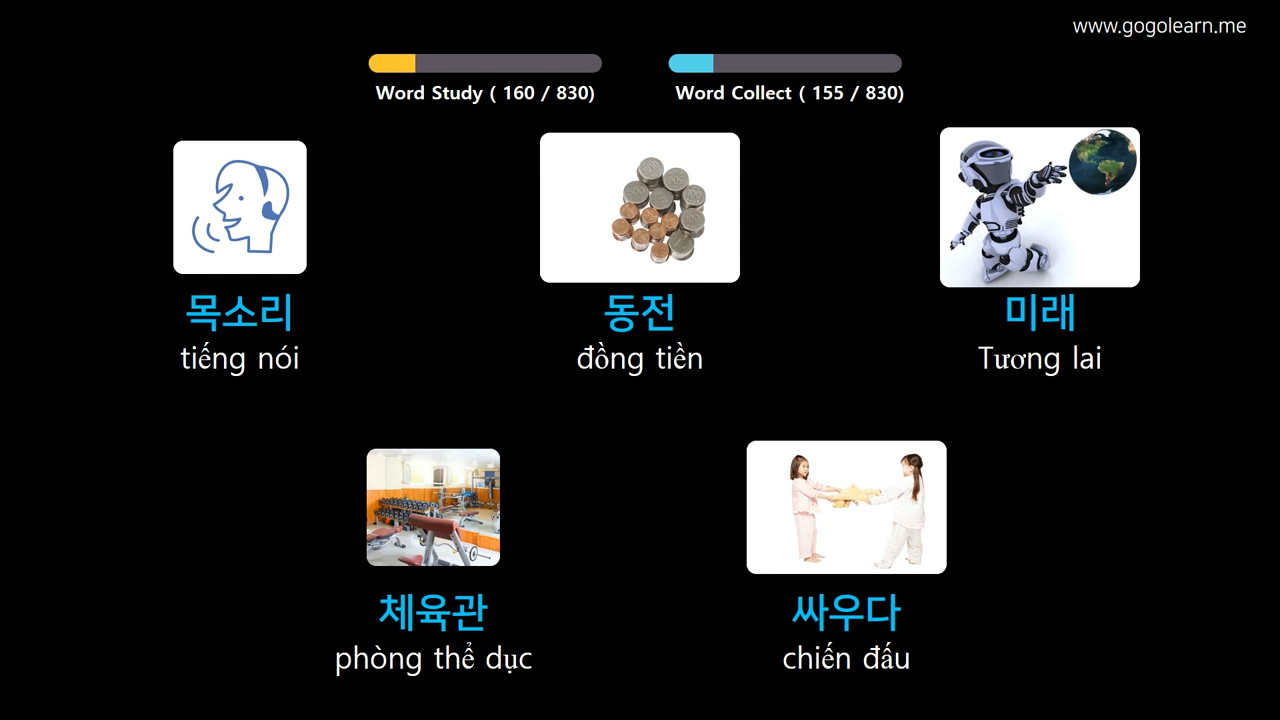 www.gogolearn.me
Word Study ( 160 / 830)
Word Collect ( 155 / 830)
목소리
tiếng nói
동전
đồng tiền
미래
Tương lai
체육관
phòng thể dục
싸우다
chiến đấu